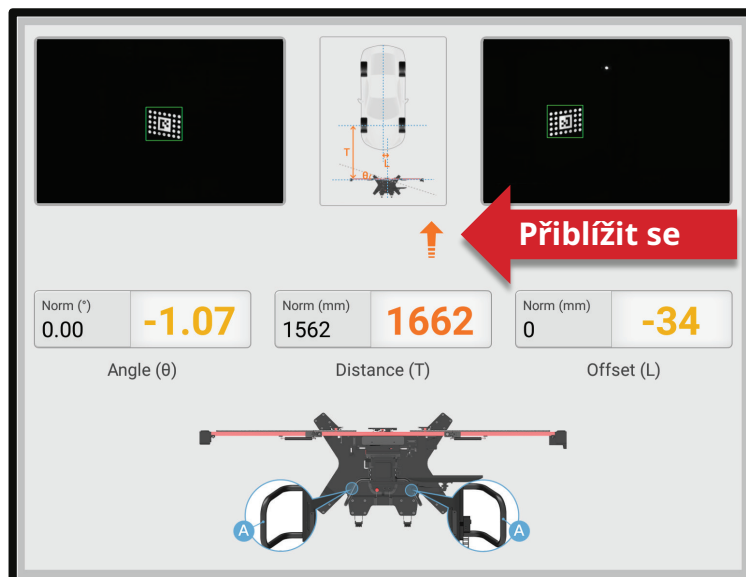 T
L
θ
Přiblížit se
Norm (°)
0.00
-1.07
Angle (θ)
Norm (mm)
1562
1662
Distance (T)
Norm (mm)
0
-34
Offset (L)
A
A